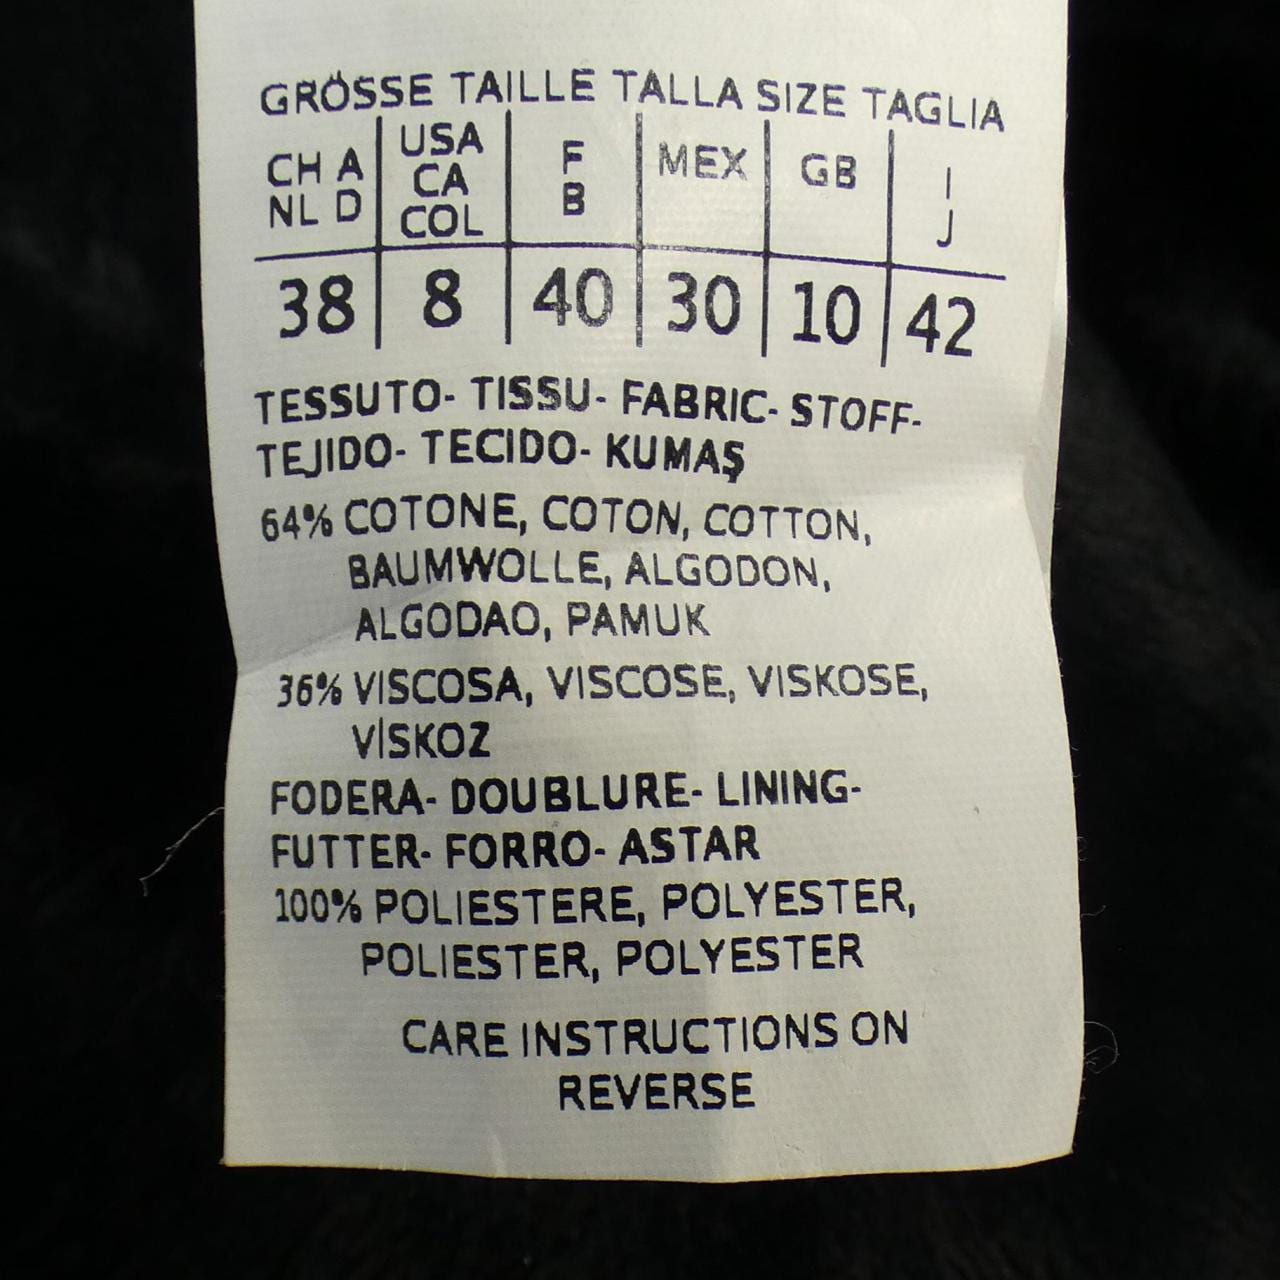 GRÖSSE TAILLE TALLA SIZE TAGLIA
CH A NL D | USA CA COL | F B | MEX | GB | I J
38 | 8 | 40 | 30 | 10 | 42
TESSUTO- TISSU- FABRIC- STOFF-
TEJIDO- TECIDO- KUMAŞ
64% COTONE, COTON, COTTON,
BAUMWOLLE, ALGODON,
ALGODAO, PAMUK
36% VISCOSA, VISCOSE, VISKOSE,
VİSKOZ
FODERA- DOUBLURE- LINING-
FUTTER- FORRO- ASTAR
100% POLIESTERE, POLYESTER,
POLIESTER, POLYESTER
CARE INSTRUCTIONS ON
REVERSE